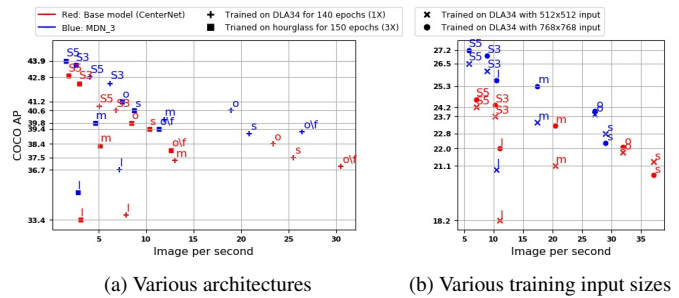 Red: Base model (CenterNet)
Blue: MDN_3
Trained on DLA34 for 140 epochs (1X)
Trianed on hourglass for 150 epochs (3X)
Trained on DLA34 with 512x512 input
Trained on DLA34 with 768x768 input
COCO AP
43.9
42.8
41.2
40.6
39.8
39.4
38.4
37.5
36.7
33.4
S5
S3
S5
S3
S5
S3
S5
S3
o
s
o
m
o\f
o
s
o\f
m
o
s
o\f
m
o
s
o\f
m
l
l
l
l
5
10
15
20
25
30
Image per second
27.2
25.3
24.2
23.6
22.8
22.0
21.1
18.2
S5
S5
S3
S3
l
m
m
S5
S5
S3
S3
o
o
s
s
m
m
o
o
s
s
l
l
l
5
10
15
20
25
30
35
Image per second
(a) Various architectures
(b) Various training input sizes